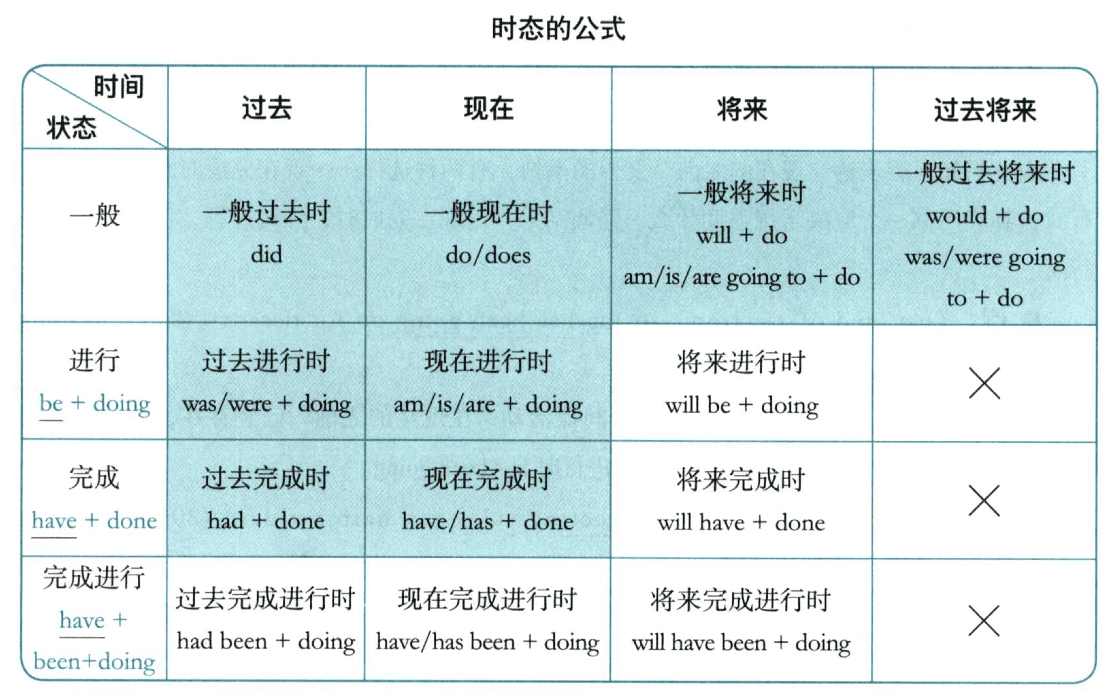 时态的公式
时间
状态
过去
现在
将来
过去将来
一般
一般过去时
did
一般现在时
do/does
一般将来时
will + do
am/is/are going to + do
一般过去将来时
would + do
was/were going
to + do
进行
be + doing
过去进行时
was/were + doing
现在进行时
am/is/are + doing
将来进行时
will be + doing
×
完成
have + done
过去完成时
had + done
现在完成时
have/has + done
将来完成时
will have + done
×
完成进行
have +
been+doing
过去完成进行时
had been + doing
现在完成进行时
have/has been + doing
将来完成进行时
will have been + doing
×